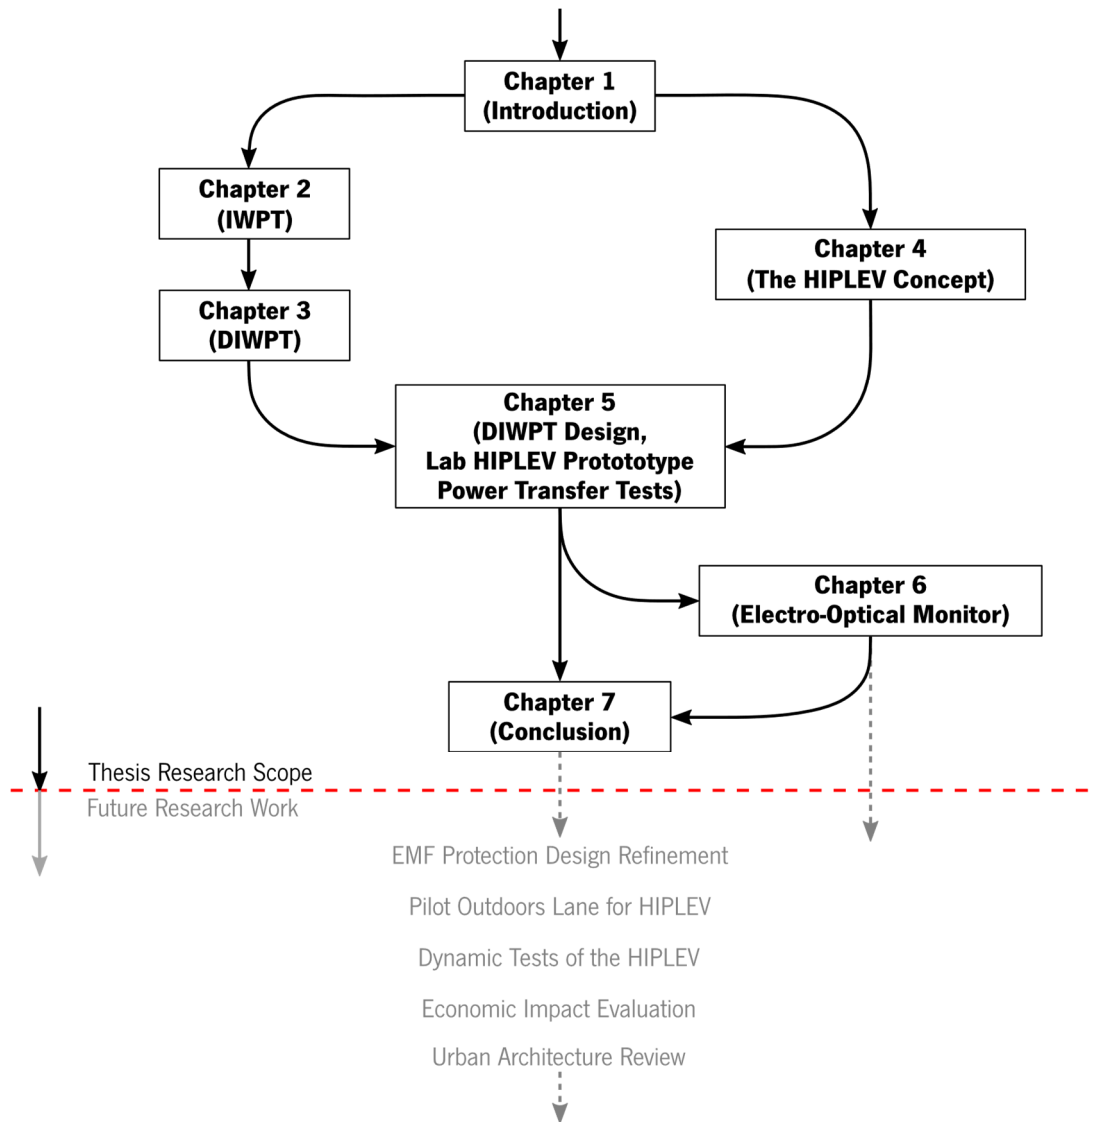 Chapter 1
(Introduction)
Chapter 2
(IWPT)
Chapter 4
(The HIPLEV Concept)
Chapter 3
(DIWPT)
Chapter 5
(DIWPT Design,
Lab HIPLEV Protototype
Power Transfer Tests)
Chapter 6
(Electro-Optical Monitor)
Chapter 7
(Conclusion)
Thesis Research Scope
Future Research Work
EMF Protection Design Refinement
Pilot Outdoors Lane for HIPLEV
Dynamic Tests of the HIPLEV
Economic Impact Evaluation
Urban Architecture Review